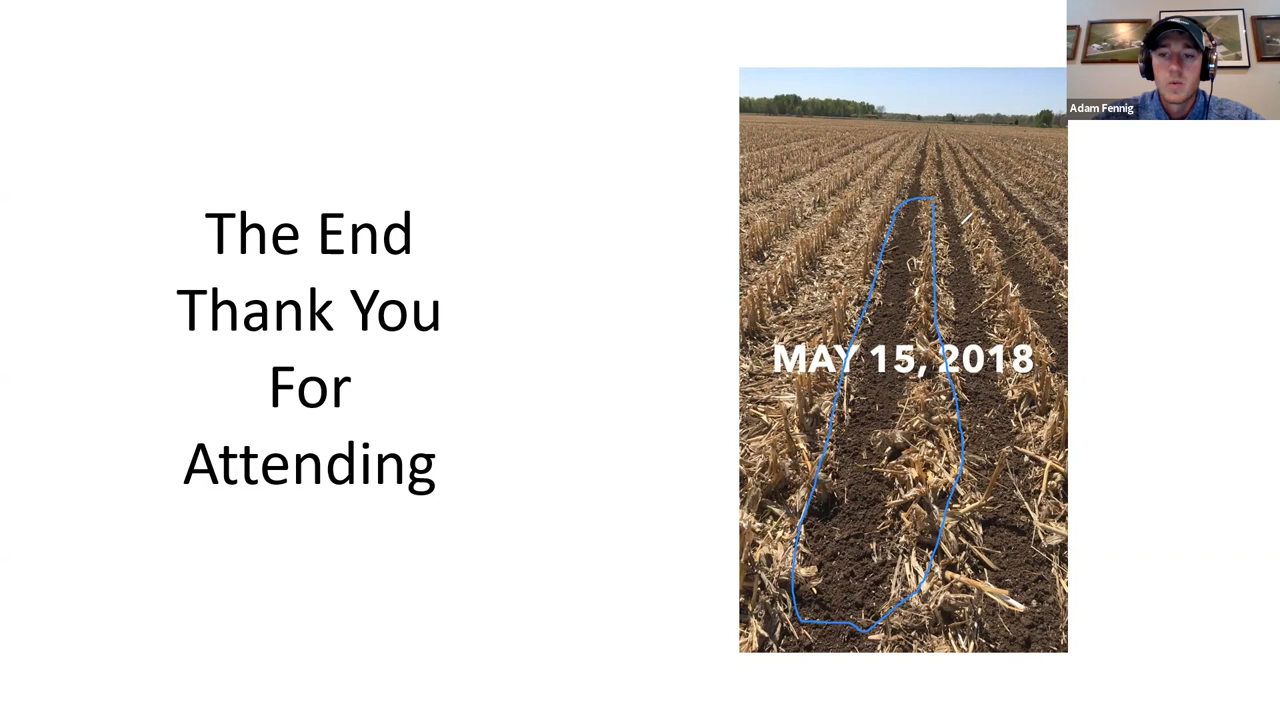 The End
Thank You
For
Attending
MAY 15, 2018
Adam Fennig